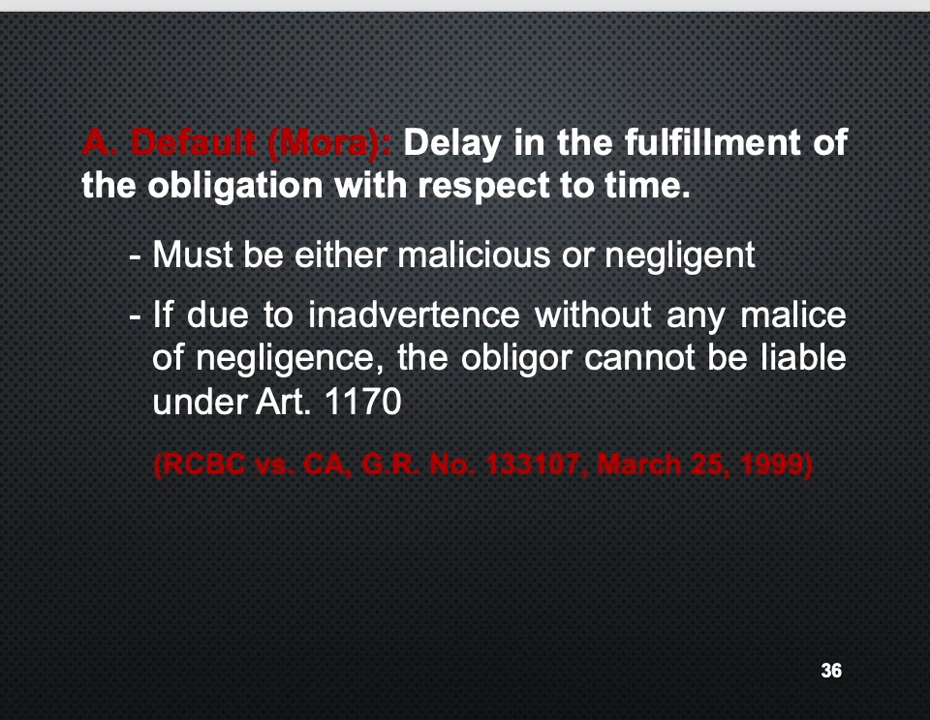 A. Default (Mora): Delay in the fulfillment of
the obligation with respect to time.
- Must be either malicious or negligent
- If due to inadvertence without any malice
of negligence, the obligor cannot be liable
under Art. 1170
(RCBC vs. CA, G.R. No. 133107, March 25, 1999)
36